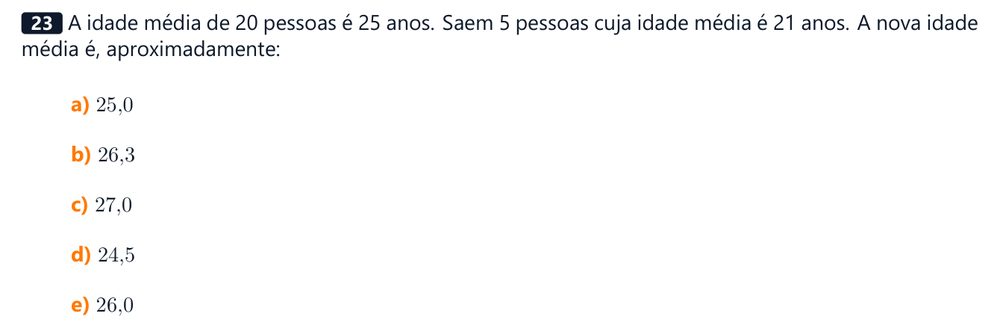 23 A idade média de 20 pessoas é 25 anos. Saem 5 pessoas cuja idade média é 21 anos. A nova idade
média é, aproximadamente:
a) 25,0
b) 26,3
c) 27,0
d) 24,5
e) 26,0